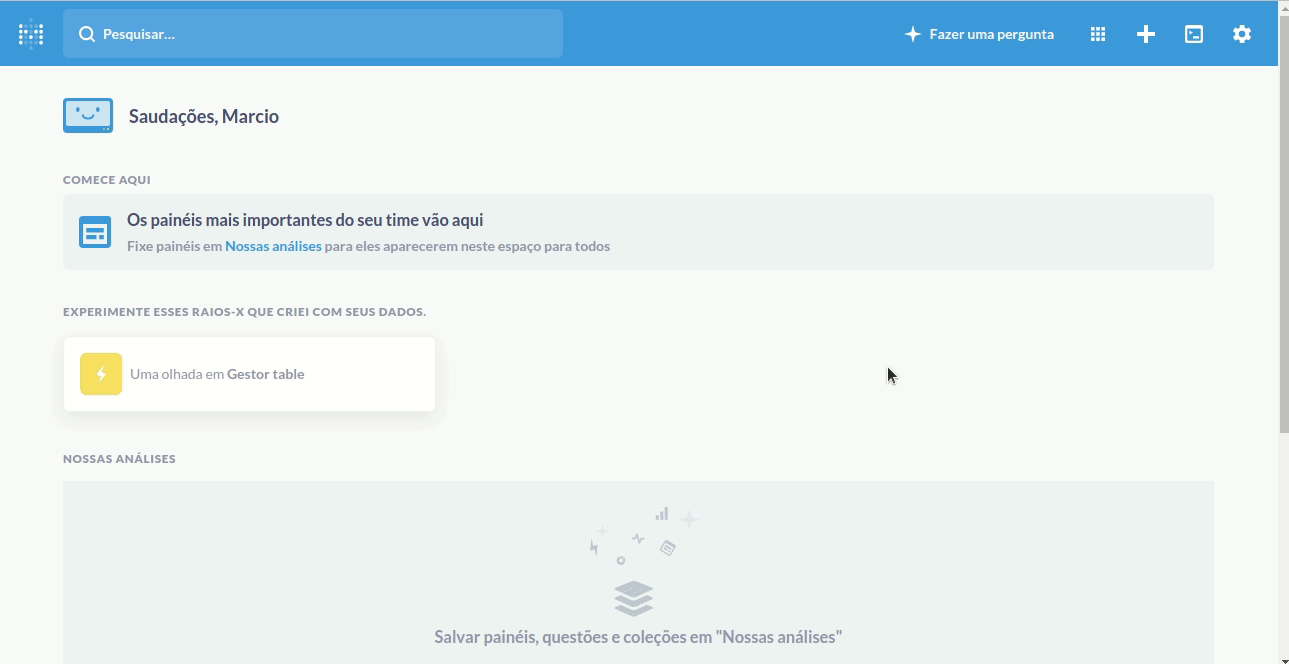 Pesquisar...
Fazer uma pergunta
Saudações, Marcio
COMECE AQUI
Os painéis mais importantes do seu time vão aqui
Fixe painéis em Nossas análises para eles aparecerem neste espaço para todos
EXPERIMENTE ESSES RAIOS-X QUE CRIEI COM SEUS DADOS.
Uma olhada em Gestor table
NOSSAS ANÁLISES
Salvar painéis, questões e coleções em "Nossas análises"